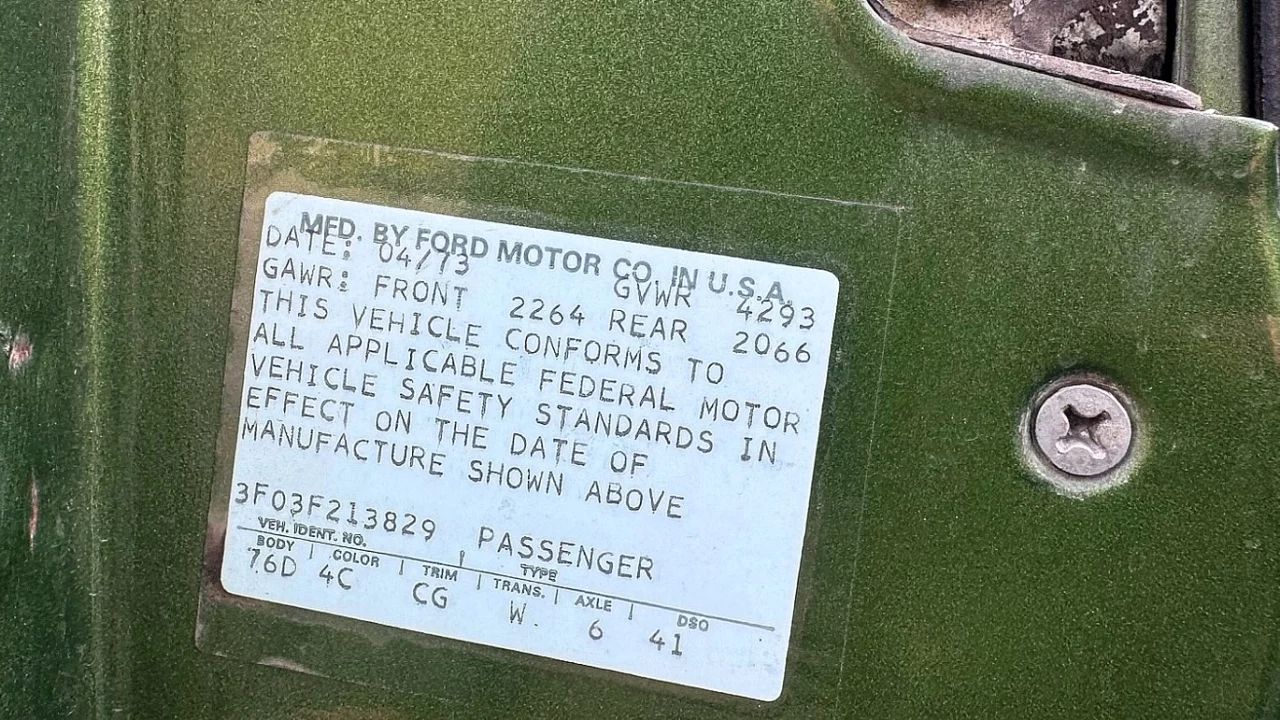 MFD. BY FORD MOTOR CO. IN U.S.A.
DATE: 04/73 GVWR 4293
GAWR: FRONT 2264 REAR 2066
THIS VEHICLE CONFORMS TO
ALL APPLICABLE FEDERAL MOTOR
VEHICLE SAFETY STANDARDS IN
EFFECT ON THE DATE OF
MANUFACTURE SHOWN ABOVE
3F03F213829 PASSENGER
VEH. IDENT. NO. TYPE
BODY COLOR TRIM TRANS. AXLE DSO
76D 4C CG W 6 41